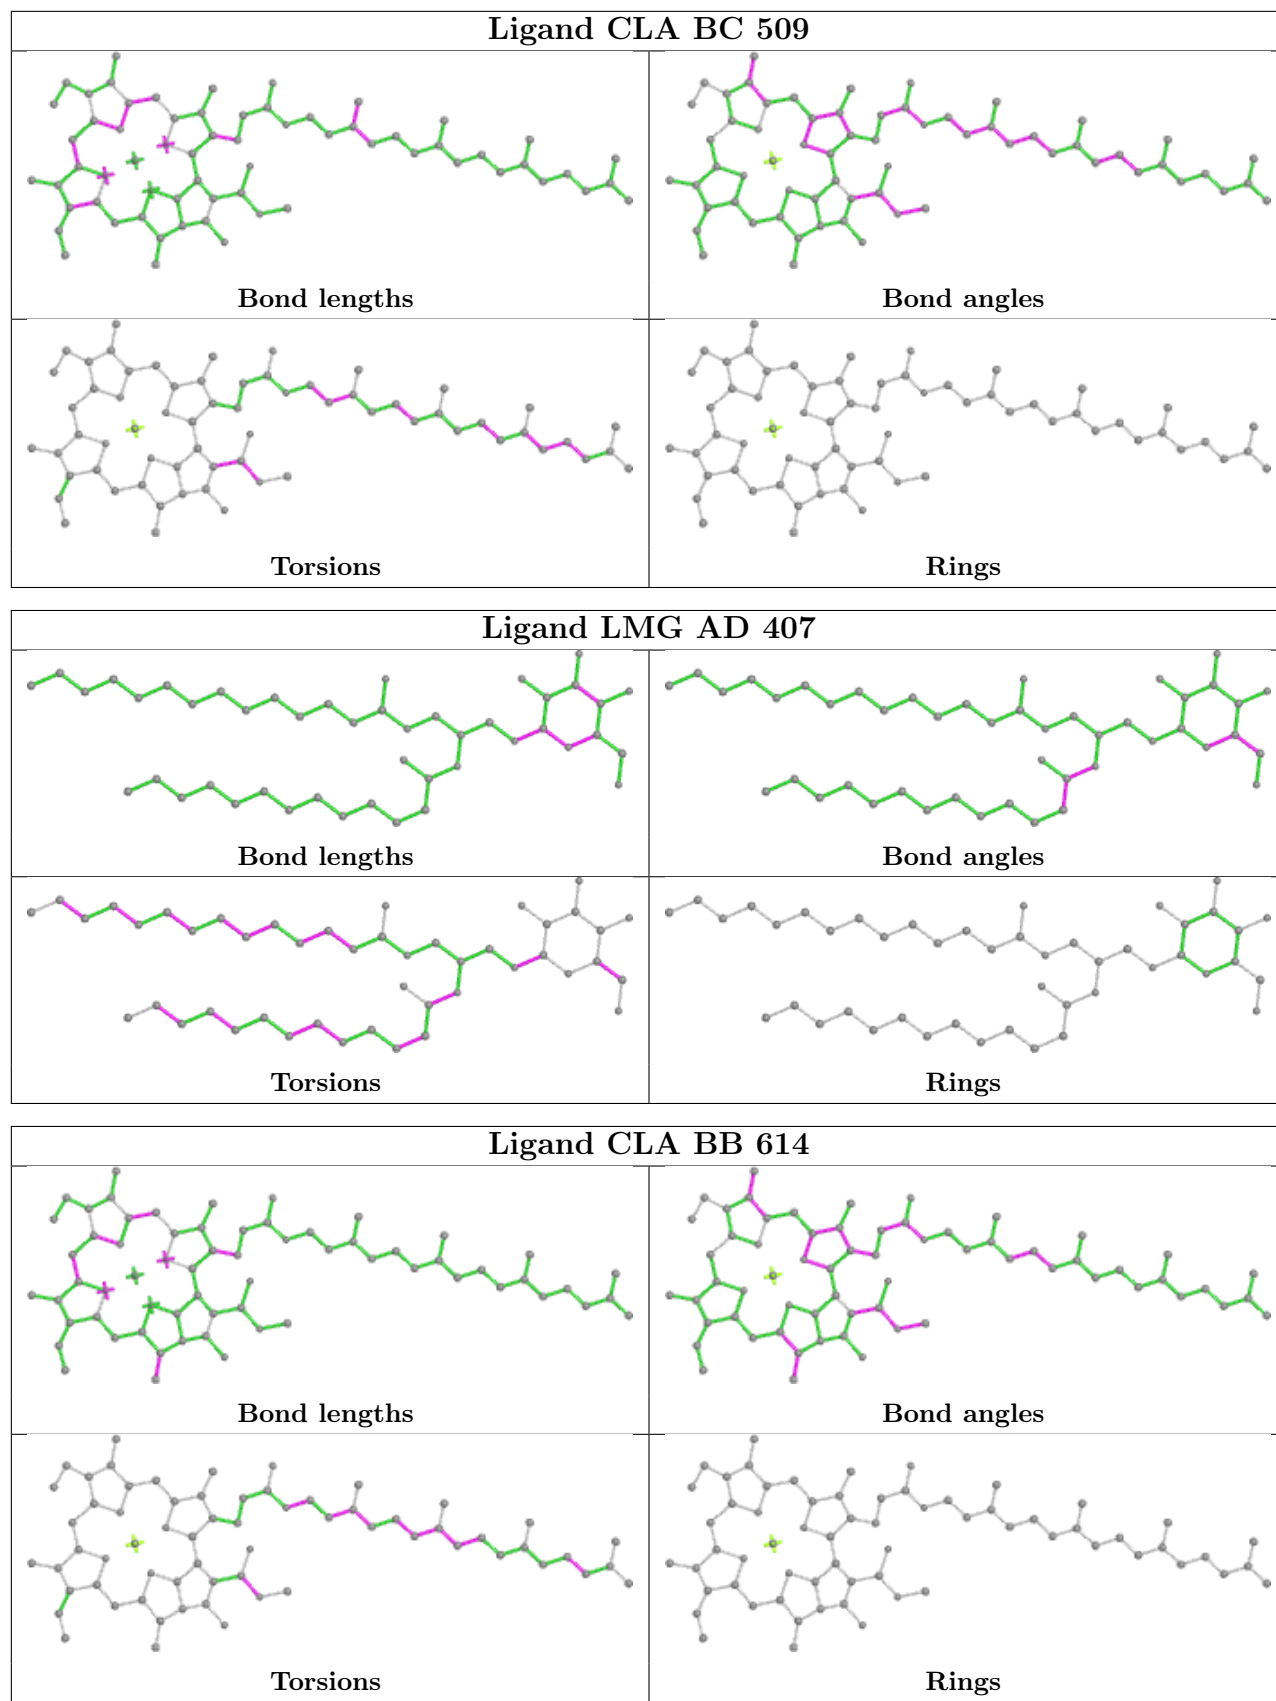 Ligand CLA BC 509
Bond lengths
Bond angles
Torsions
Rings
Ligand LMG AD 407
Bond lengths
Bond angles
Torsions
Rings
Ligand CLA BB 614
Bond lengths
Bond angles
Torsions
Rings